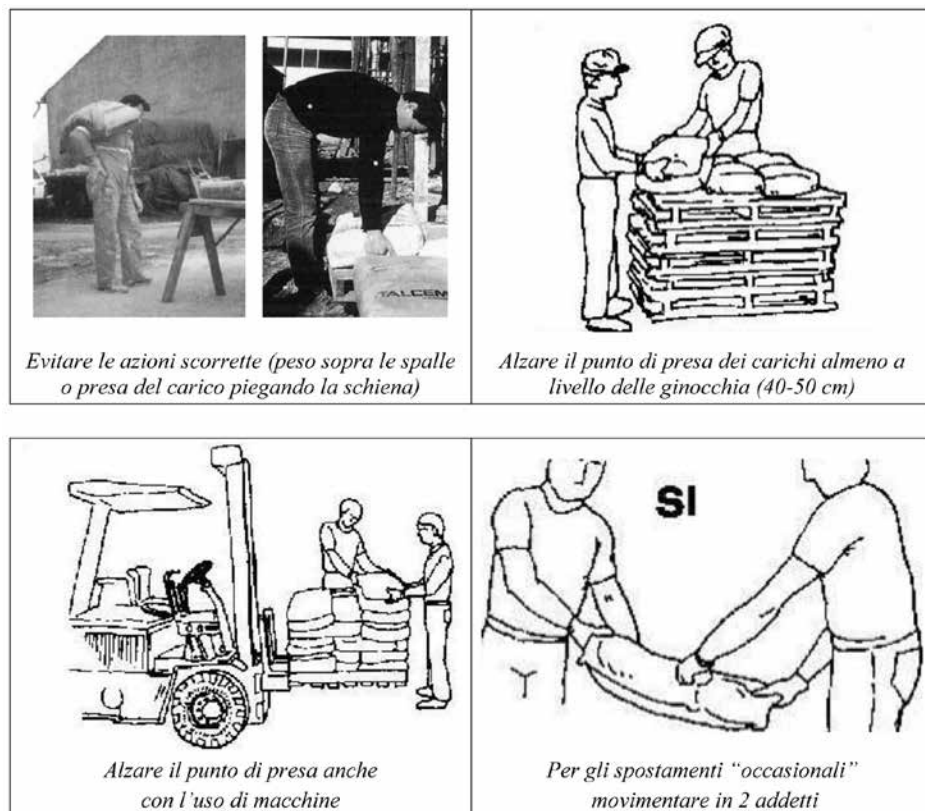 TALCEM
Evitare le azioni scorrette (peso sopra le spalle
o presa del carico piegando la schiena)
Alzare il punto di presa dei carichi almeno a
livello delle ginocchia (40-50 cm)
SI
Alzare il punto di presa anche
con l'uso di macchine
Per gli spostamenti “occasionali”
movimentare in 2 addetti